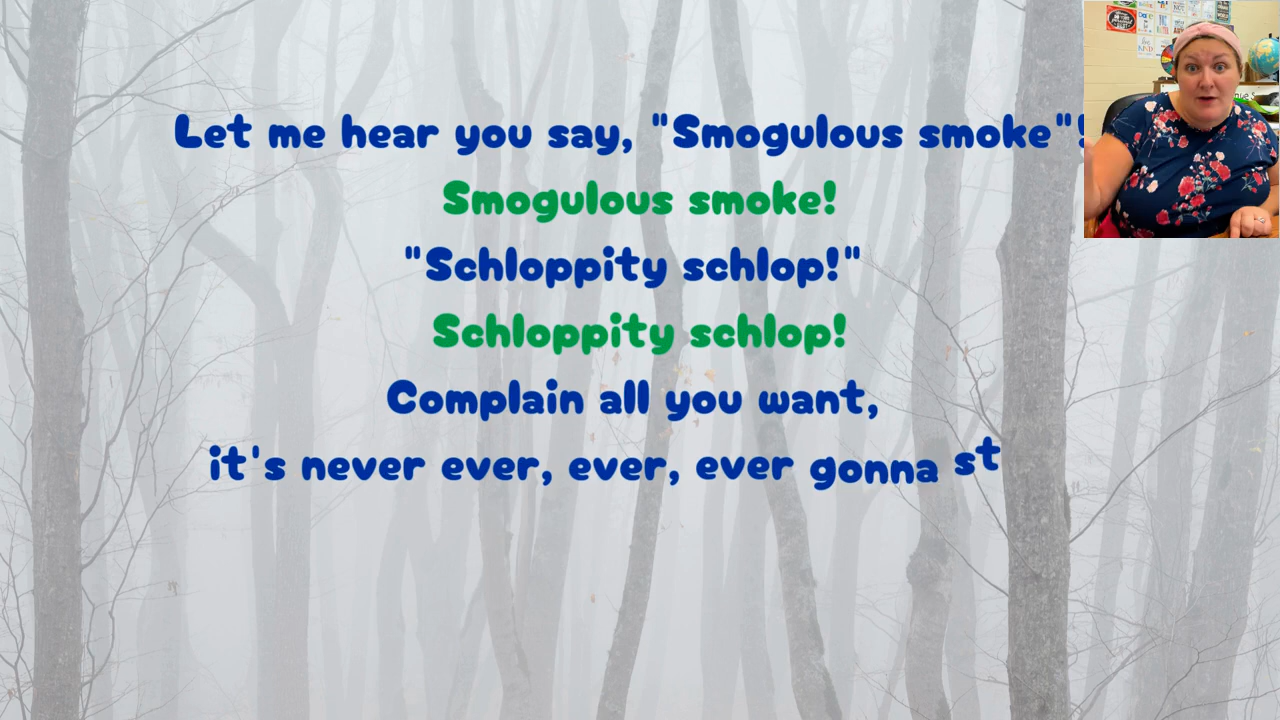 Let me hear you say, "Smogulous smoke"!
Smogulous smoke!
"Schloppity schlop!"
Schloppity schlop!
Complain all you want,
it's never ever, ever, ever gonna st